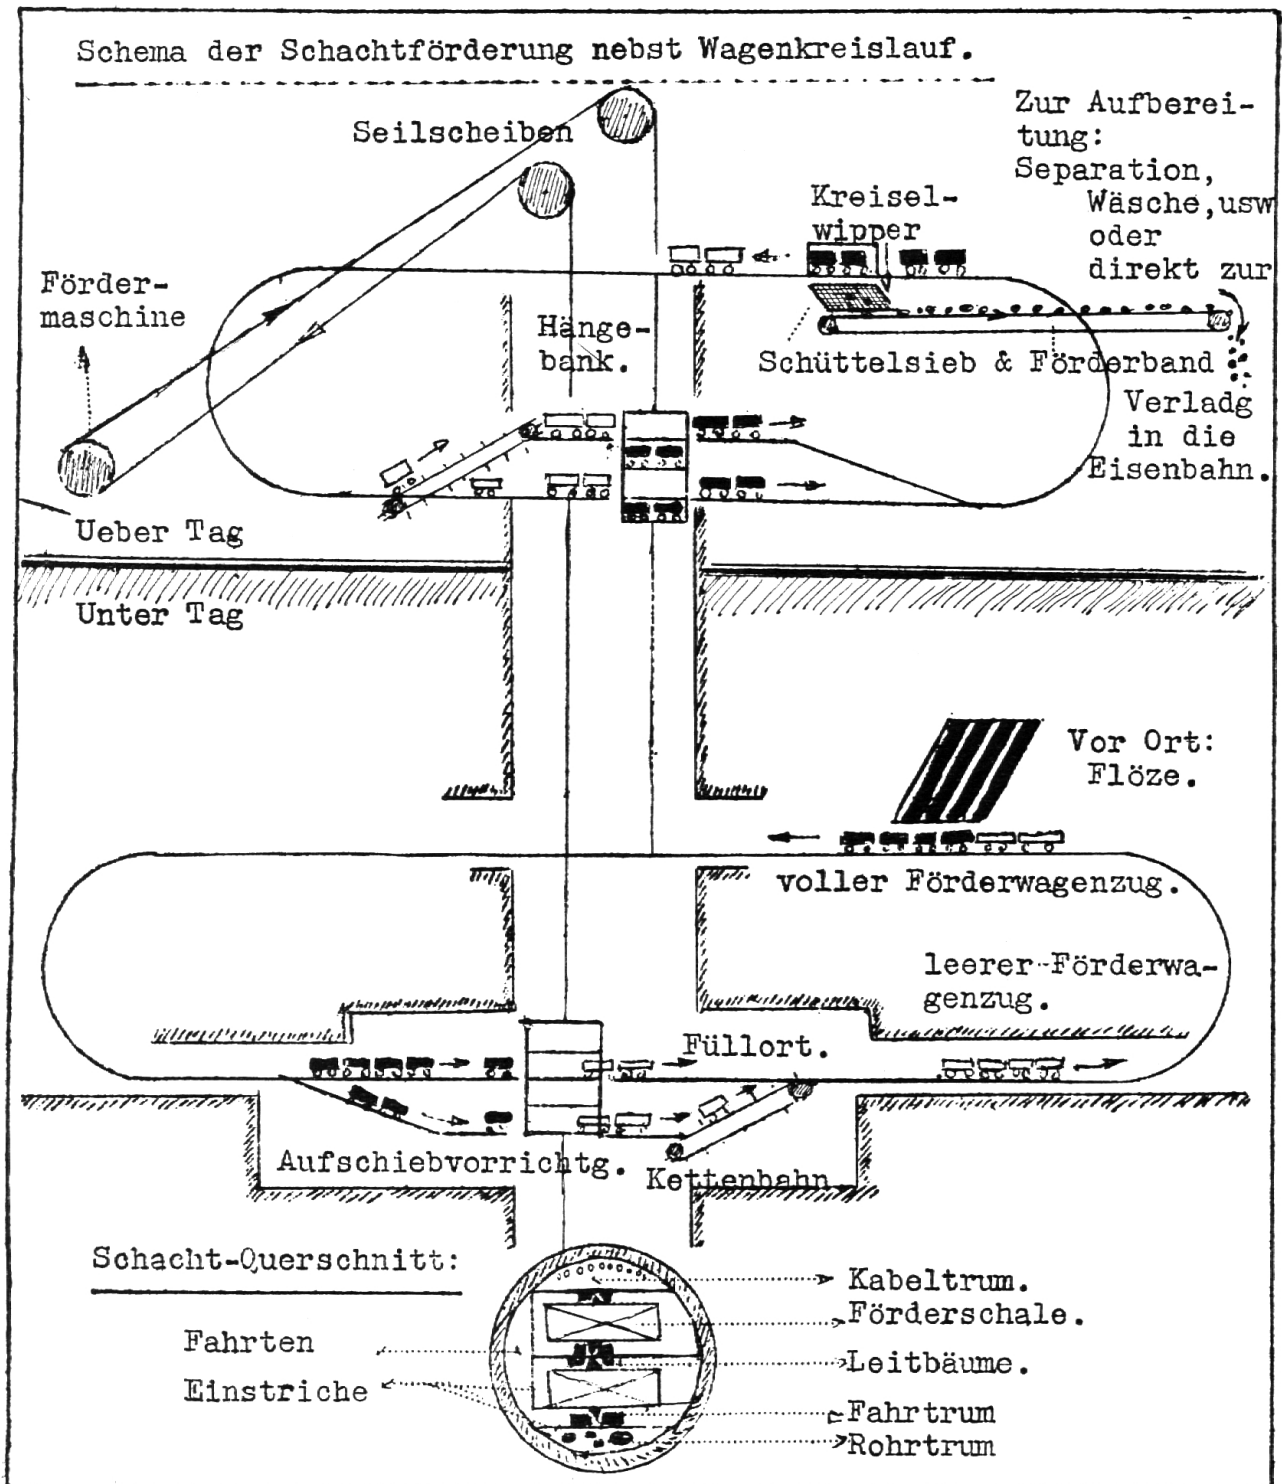 Schema der Schachtförderung nebst Wagenkreislauf.
Seilscheiben
Zur Aufberei-
tung:
Separation,
Wäsche,usw
oder
direkt zur
Kreisel-
wipper
Förder-
maschine
Hänge-
bank.
Schüttelsieb & Förderband
Verladg
in die
Eisenbahn.
Ueber Tag
Unter Tag
Vor Ort:
Flöze.
voller Förderwagenzug.
leerer Förderwa-
genzug.
Füllort.
Aufschiebvorrichtg.
Kettenbahn
Schacht-Querschnitt:
Kabeltrum.
Förderschale.
Fahrten
Leitbäume.
Einstriche
Fahrtrum
Rohrtrum